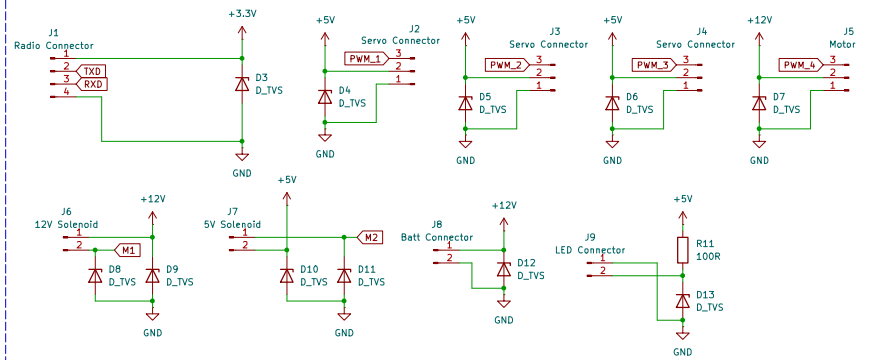 J1
Radio Connector
1
2
3
4
TXD
RXD
+3.3V
D3
D_TVS
GND
+5V
J2
Servo Connector
PWM_1
3
2
1
D4
D_TVS
GND
+5V
J3
Servo Connector
PWM_2
3
2
1
D5
D_TVS
GND
+5V
J4
Servo Connector
PWM_3
3
2
1
D6
D_TVS
GND
+12V
J5
Motor
PWM_4
3
2
1
D7
D_TVS
GND
J6
12V Solenoid
1
2
M1
+12V
D8
D_TVS
D9
D_TVS
GND
J7
5V Solenoid
1
2
+5V
M2
D10
D_TVS
D11
D_TVS
GND
J8
Batt Connector
1
2
+12V
D12
D_TVS
GND
J9
LED Connector
1
2
+5V
R11
100R
D13
D_TVS
GND